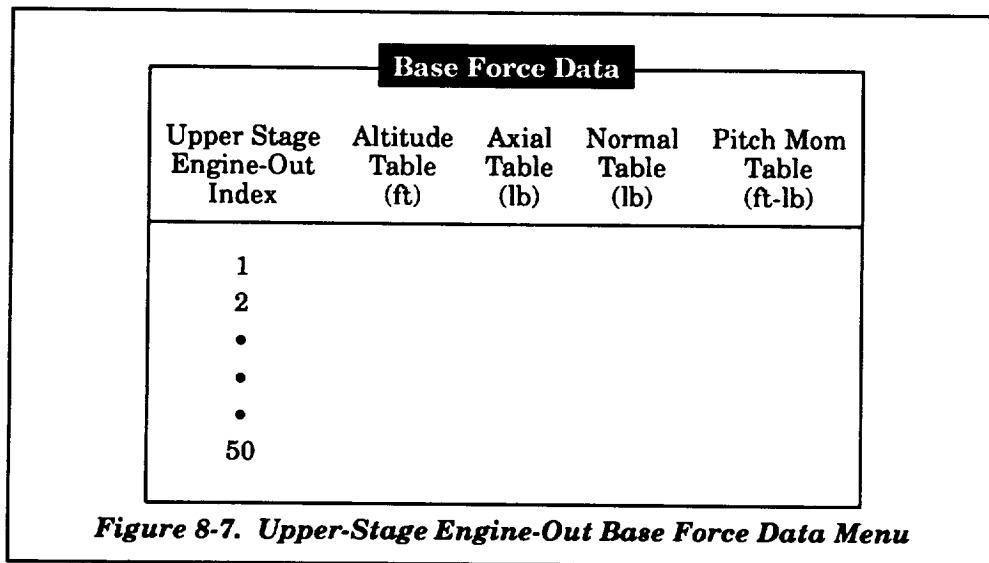 Base Force Data
Upper Stage Altitude Axial Normal Pitch Mom
Engine-Out Table Table Table Table
Index (ft) (lb) (lb) (ft-lb)
1
2
•
•
•
50
Figure 8-7. Upper-Stage Engine-Out Base Force Data Menu